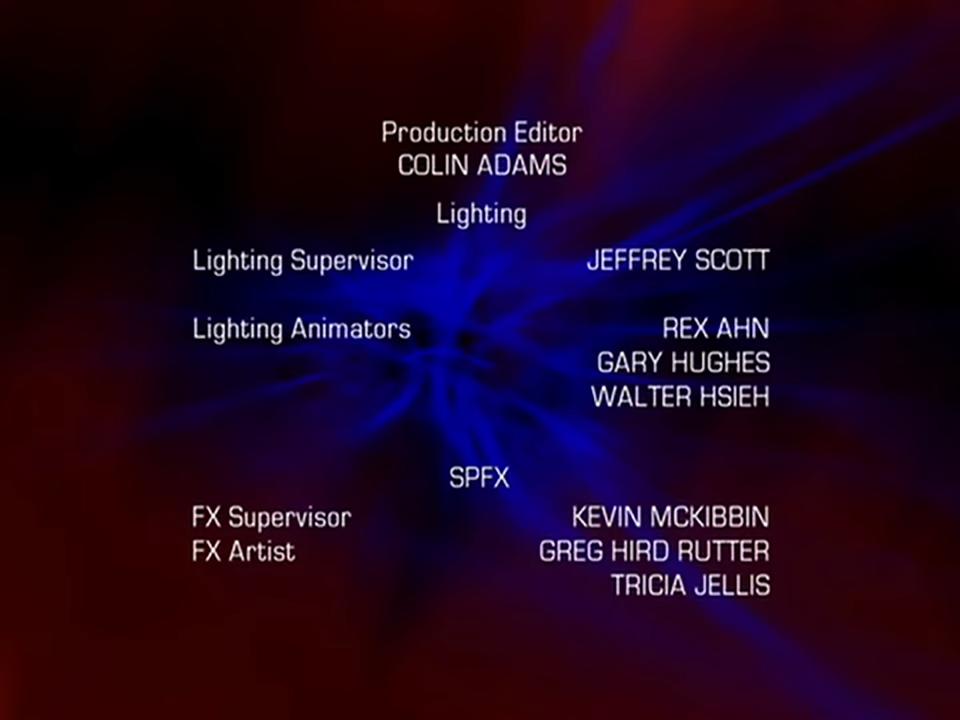 Production Editor
COLIN ADAMS
Lighting
Lighting Supervisor JEFFREY SCOTT
Lighting Animators REX AHN
GARY HUGHES
WALTER HSIEH
SPFX
FX Supervisor KEVIN MCKIBBIN
FX Artist GREG HIRD RUTTER
TRICIA JELLIS